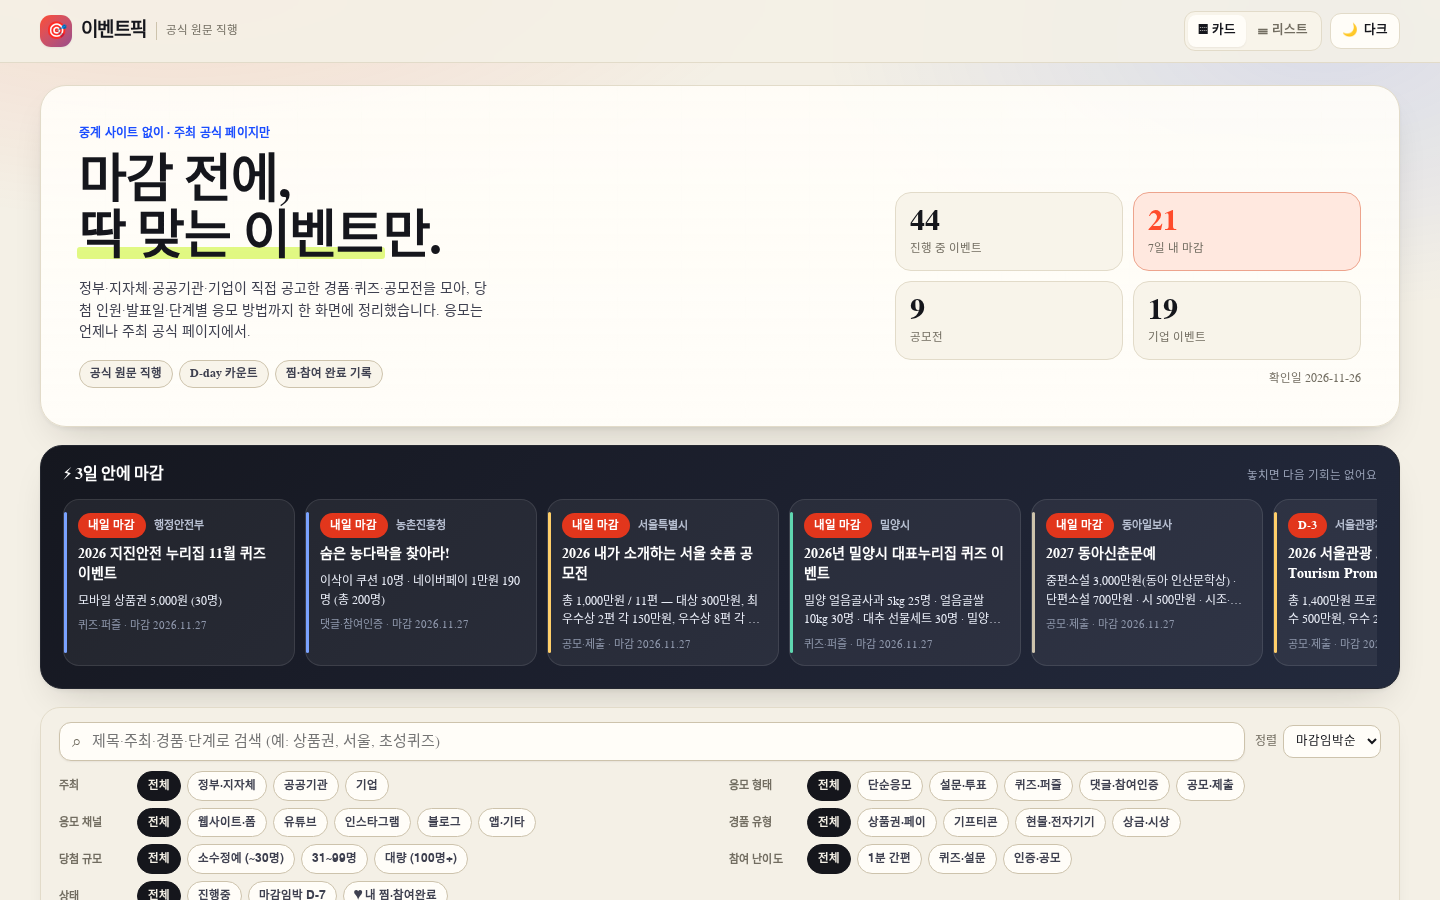 이벤트픽
공식 원문 직행
카드
리스트
다크
중계 사이트 없이 · 주최 공식 페이지만
마감 전에,
딱 맞는 이벤트만.
정부·지자체·공공기관·기업이 직접 공고한 경품·퀴즈·공모전을 모아, 당
첨 인원·발표일·단계별 응모 방법까지 한 화면에 정리했습니다. 응모는
언제나 주최 공식 페이지에서.
공식 원문 직행
D-day 카운트
찜·참여 완료 기록
44
진행 중 이벤트
21
7일 내 마감
9
공모전
19
기업 이벤트
확인일 2026-11-26
⚡ 3일 안에 마감
놓치면 다음 기회는 없어요
내일 마감 행정안전부
2026 지진안전 누리집 11월 퀴즈
이벤트
모바일 상품권 5,000원 (30명)
퀴즈·퍼즐 · 마감 2026.11.27
내일 마감 농촌진흥청
숨은 농다락을 찾아라!
이삭이 쿠션 10명 · 네이버페이 1만원 190
명 (총 200명)
댓글·참여인증 · 마감 2026.11.27
내일 마감 서울특별시
2026 내가 소개하는 서울 숏폼 공
모전
총 1,000만원 / 11편 — 대상 300만원, 최
우수상 2편 각 150만원, 우수상 8편 각 …
공모·제출 · 마감 2026.11.27
내일 마감 밀양시
2026년 밀양시 대표누리집 퀴즈 이
벤트
밀양 얼음골사과 5kg 25명 · 얼음골쌀
10kg 30명 · 대추 선물세트 30명 · 밀양…
퀴즈·퍼즐 · 마감 2026.11.27
내일 마감 동아일보사
2027 동아신춘문예
중편소설 3,000만원(동아 인산문학상) ·
단편소설 700만원 · 시 500만원 · 시조·…
공모·제출 · 마감 2026.11.27
D-3 서울관광
2026 서울관광
Tourism Prom
총 1,400만원 프로
수 500만원, 우수 2
공모·제출 · 마감 202
제목·주최·경품·단계로 검색 (예: 상품권, 서울, 초성퀴즈)
정렬
마감임박순
주최
전체
정부·지자체
공공기관
기업
응모 형태
전체
단순응모
설문·투표
퀴즈·퍼즐
댓글·참여인증
공모·제출
응모 채널
전체
웹사이트·폼
유튜브
인스타그램
블로그
앱·기타
경품 유형
전체
상품권·페이
기프티콘
현물·전자기기
상금·시상
당첨 규모
전체
소수정예 (~30명)
31~99명
대량 (100명+)
참여 난이도
전체
1분 간편
퀴즈·설문
인증·공모
상태
전체
진행중
마감임박 D-7
♥ 내 찜·참여완료